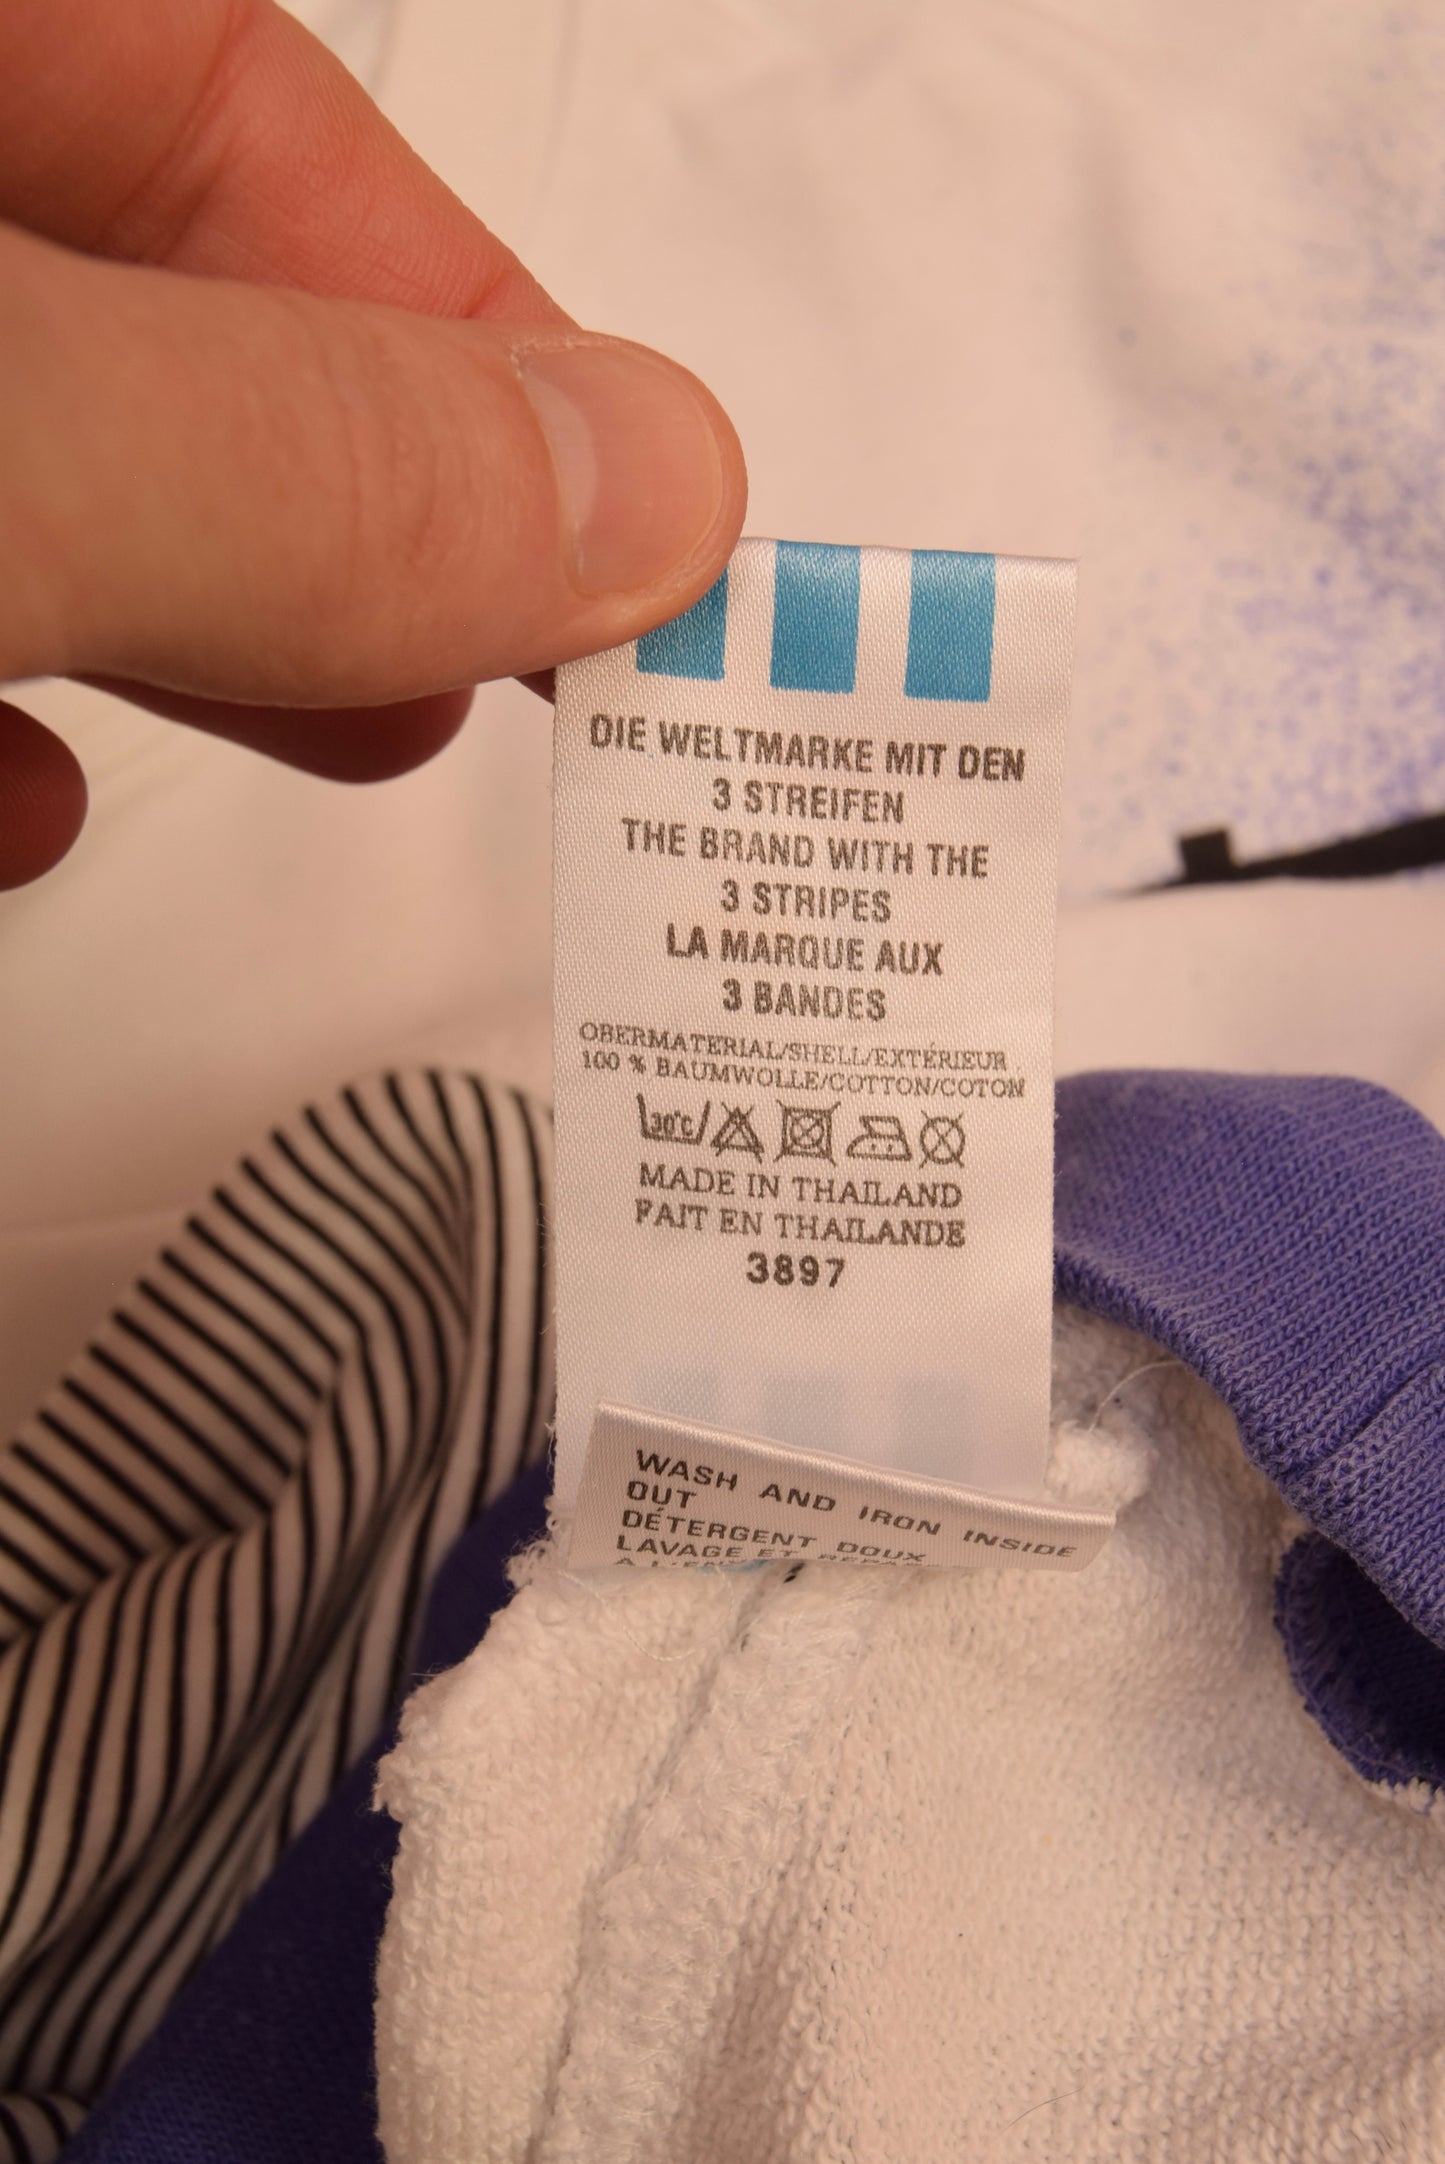 DIE WELTMARKE MIT DEN
3 STREIFEN
THE BRAND WITH THE
3 STRIPES
LA MARQUE AUX
3 BANDES
OBERMATERIAL/SHELL/EXTÉRIEUR
100 % BAUMWOLLE/COTTON/COTON
30°C
MADE IN THAILAND
FAIT EN THAILANDE
3897
WASH AND IRON INSIDE
OUT
DÉTERGENT DOUX
LAVAGE ET